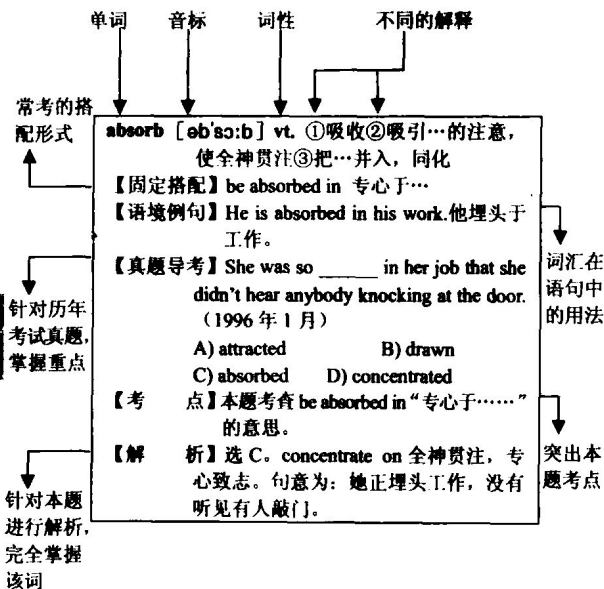 单词 音标 词性 不同的解释
常考的搭
配形式
absorb [əb'sɔ:b] vt. ①吸收②吸引…的注意，
使全神贯注③把…并入，同化
【固定搭配】be absorbed in 专心于…
【语境例句】He is absorbed in his work.他埋头于
工作。
【真题导考】She was so ______ in her job that she
didn't hear anybody knocking at the door.
（1996 年 1 月）
A) attracted B) drawn
C) absorbed D) concentrated
【考 点】本题考查 be absorbed in “专心于……”
的意思。
【解 析】选 C。concentrate on 全神贯注，专
心致志。句意为：她正埋头工作，没有
听见有人敲门。
针对历年
考试真题，
掌握重点
针对本题
进行解析，
完全掌握
该词
词汇在
语句中
的用法
突出本
题考点